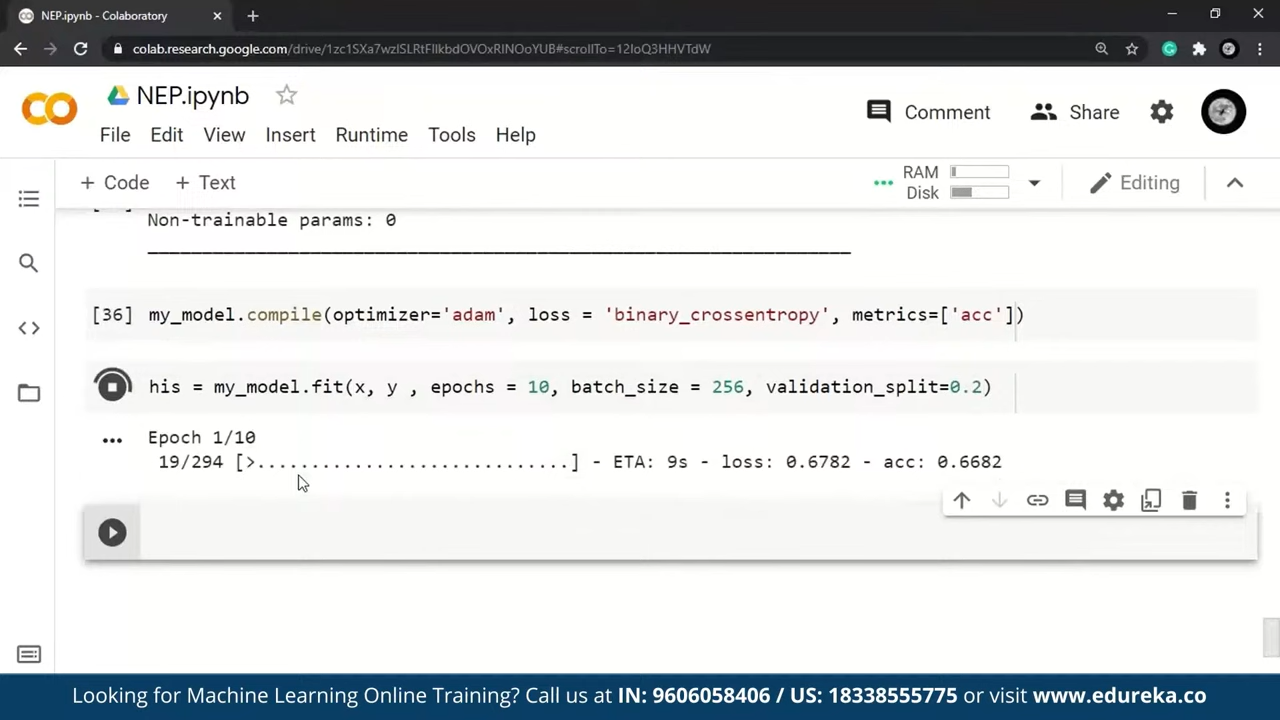 NEP.ipynb - Colaboratory
colab.research.google.com/drive/1zc1SXa7wzlSLRtFIlkbdOVOxRINOoYUB#scrollTo=12IoQ3HHVTdW
NEP.ipynb
Comment
Share
File Edit View Insert Runtime Tools Help
+ Code + Text
RAM
Disk
Editing
Non-trainable params: 0
[36] my_model.compile(optimizer='adam', loss = 'binary_crossentropy', metrics=['acc'])
his = my_model.fit(x, y , epochs = 10, batch_size = 256, validation_split=0.2)
Epoch 1/10
19/294 [>.............................] - ETA: 9s - loss: 0.6782 - acc: 0.6682
Looking for Machine Learning Online Training? Call us at IN: 9606058406 / US: 18338555775 or visit www.edureka.co